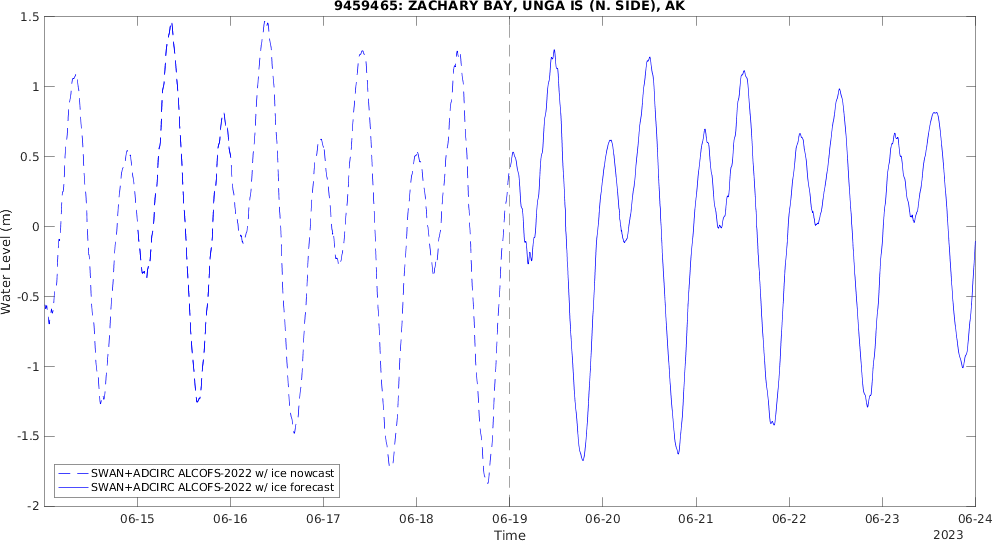 9459465: ZACHARY BAY, UNGA IS (N. SIDE), AK
1.5
1
0.5
0
-0.5
-1
-1.5
-2
Water Level (m)
SWAN+ADCIRC ALCOFS-2022 w/ ice nowcast
SWAN+ADCIRC ALCOFS-2022 w/ ice forecast
06-15 06-16 06-17 06-18 06-19 06-20 06-21 06-22 06-23 06-24
Time
2023